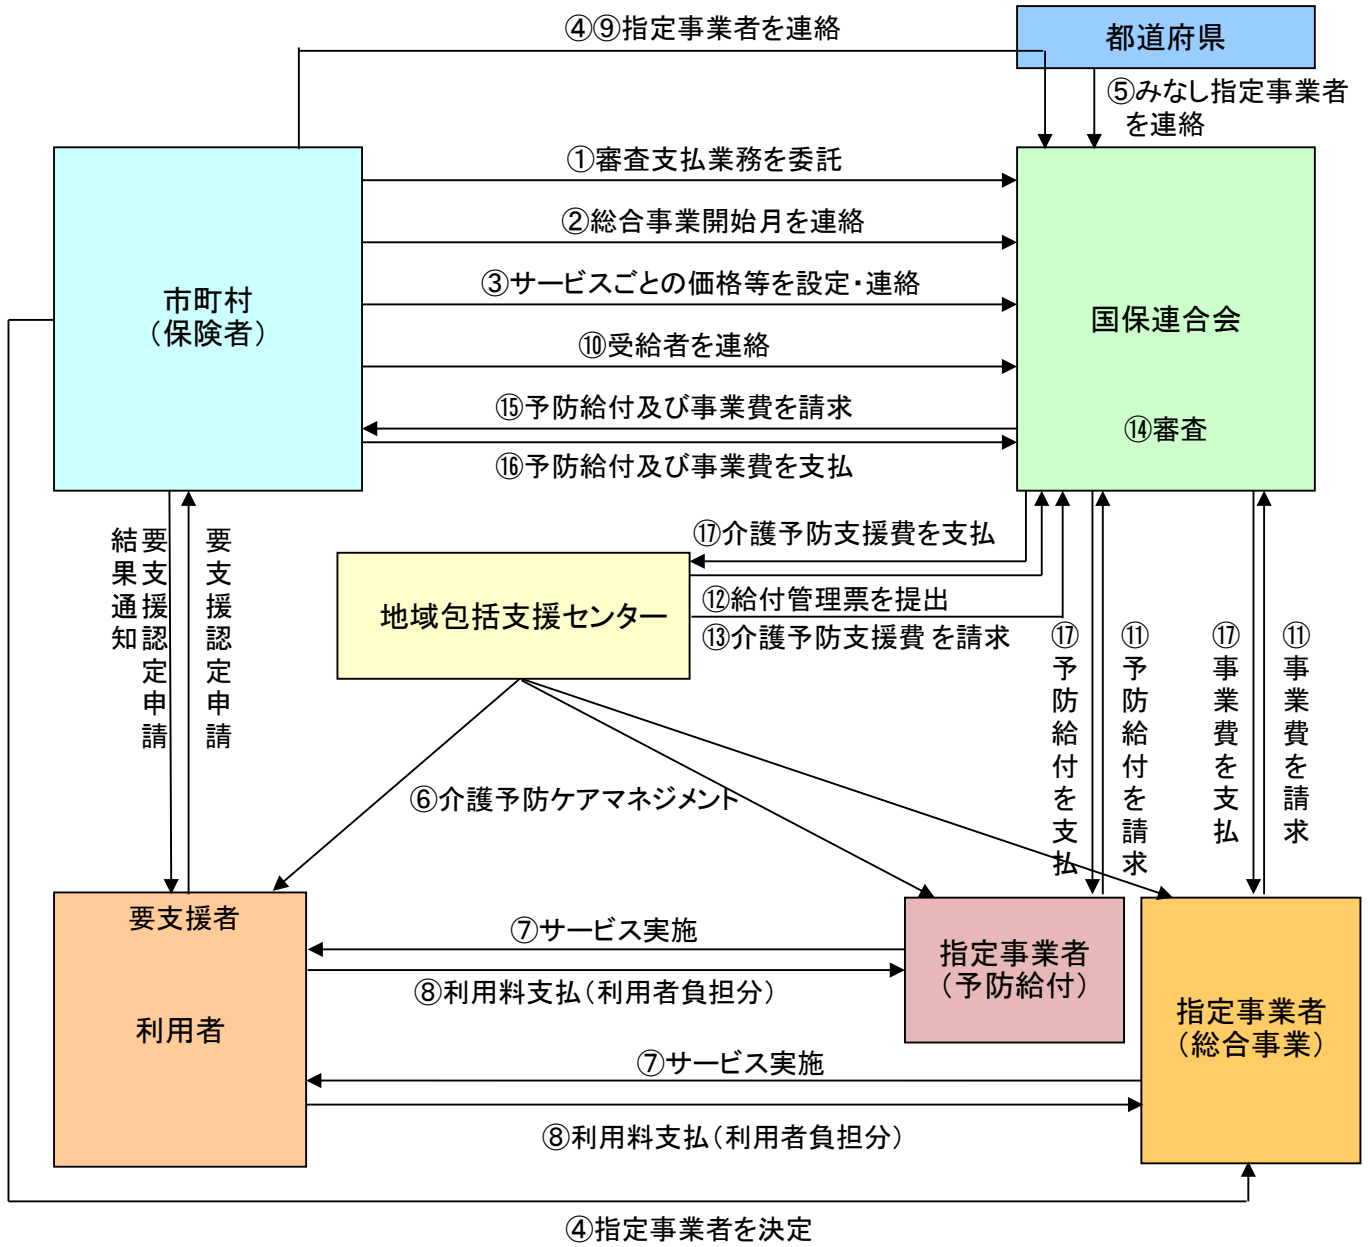 ④⑨指定事業者を連絡
都道府県
⑤みなし指定事業者
を連絡
①審査支払業務を委託
②総合事業開始月を連絡
③サービスごとの価格等を設定・連絡
市町村
（保険者）
国保連合会
⑩受給者を連絡
⑮予防給付及び事業費を請求
⑭審査
⑯予防給付及び事業費を支払
要支援認定申請
結果通知
要支援認定申請
⑰介護予防支援費を支払
地域包括支援センター
⑫給付管理票を提出
⑬介護予防支援費を請求
⑰予防給付を支払
⑪予防給付を請求
⑰事業費を支払
⑪事業費を請求
⑥介護予防ケアマネジメント
要支援者
利用者
⑦サービス実施
⑧利用料支払（利用者負担分）
指定事業者
（予防給付）
指定事業者
（総合事業）
⑦サービス実施
⑧利用料支払（利用者負担分）
④指定事業者を決定